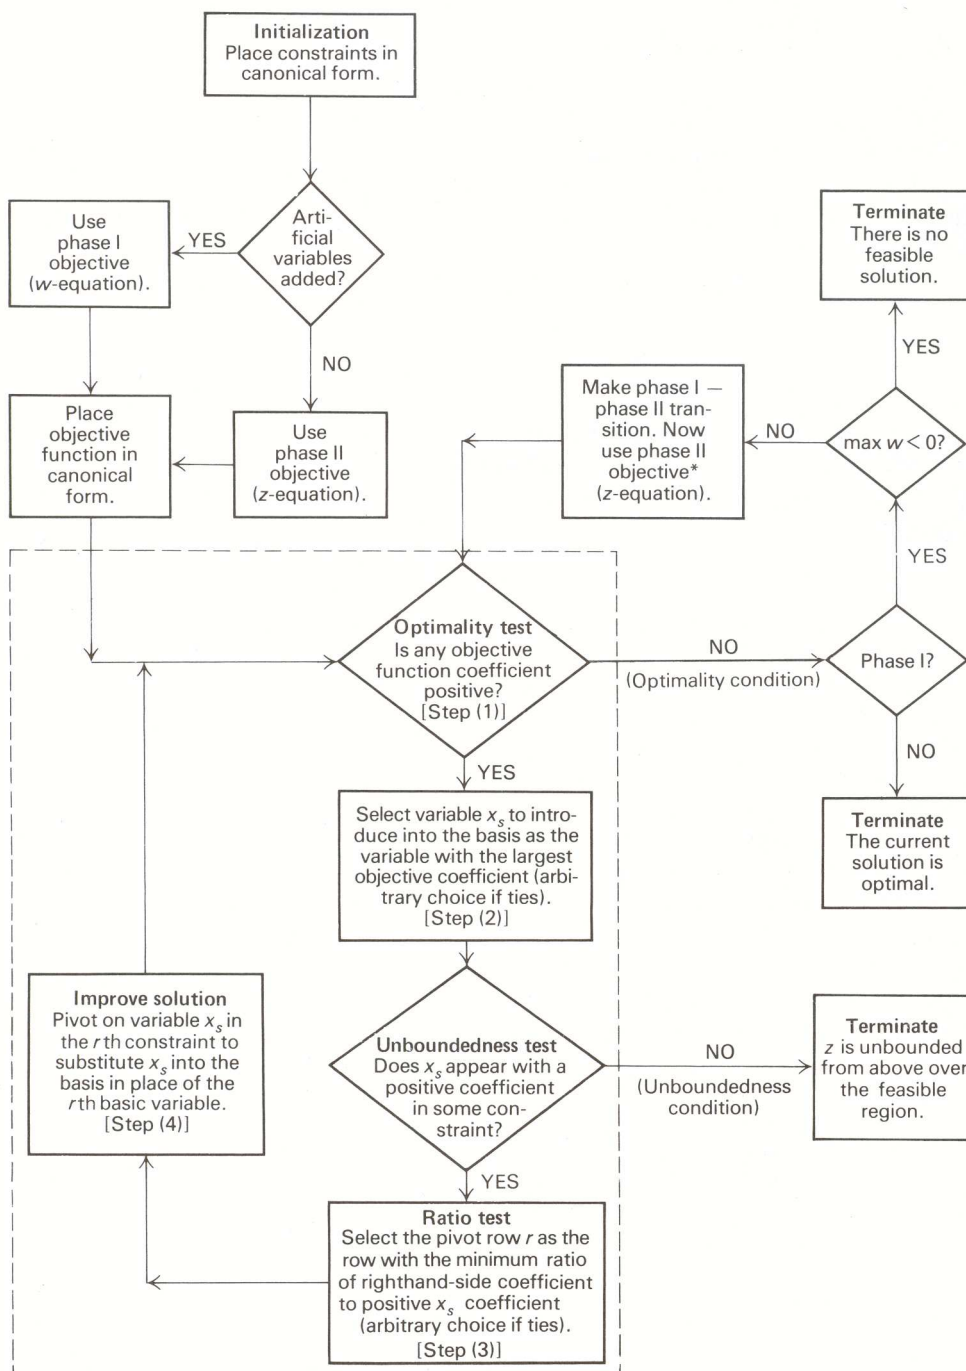 Initialization
Place constraints in
canonical form.
Arti-
ficial
variables
added?
YES
Use
phase I
objective
(w-equation).
NO
Use
phase II
objective
(z-equation).
Place
objective
function in
canonical
form.
Terminate
There is no
feasible
solution.
YES
max w < 0?
NO
Make phase I —
phase II tran-
sition. Now
use phase II
objective*
(z-equation).
YES
Optimality test
Is any objective
function coefficient
positive?
[Step (1)]
NO
(Optimality condition)
Phase I?
NO
Terminate
The current
solution is
optimal.
YES
Select variable xₛ to intro-
duce into the basis as the
variable with the largest
objective coefficient (arbi-
trary choice if ties).
[Step (2)]
Unboundedness test
Does xₛ appear with a
positive coefficient
in some con-
straint?
NO
(Unboundedness
condition)
Terminate
z is unbounded
from above over
the feasible
region.
YES
Ratio test
Select the pivot row r as the
row with the minimum ratio
of righthand-side coefficient
to positive xₛ coefficient
(arbitrary choice if ties).
[Step (3)]
Improve solution
Pivot on variable xₛ in
the rth constraint to
substitute xₛ into the
basis in place of the
rth basic variable.
[Step (4)]